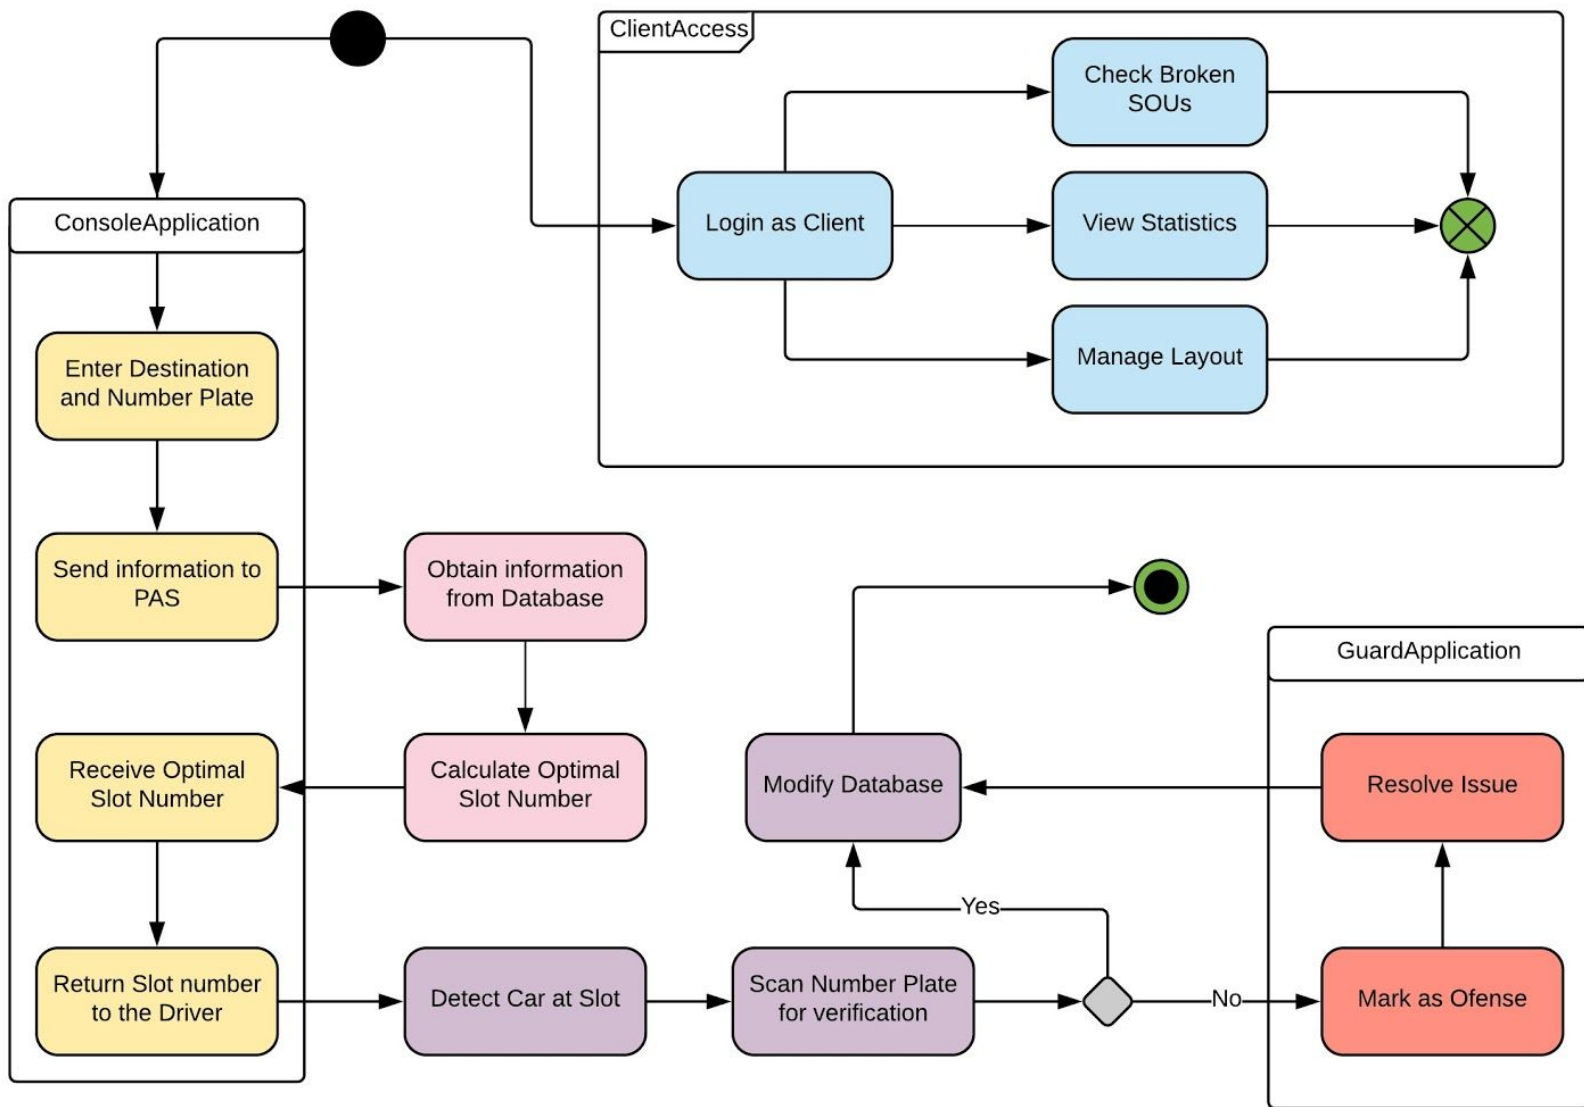 ClientAccess
Check Broken
SOUs
Login as Client
View Statistics
Manage Layout
ConsoleApplication
Enter Destination
and Number Plate
Send information to
PAS
Obtain information
from Database
Receive Optimal
Slot Number
Calculate Optimal
Slot Number
Modify Database
GuardApplication
Resolve Issue
Yes
Return Slot number
to the Driver
Detect Car at Slot
Scan Number Plate
for verification
No
Mark as Ofense